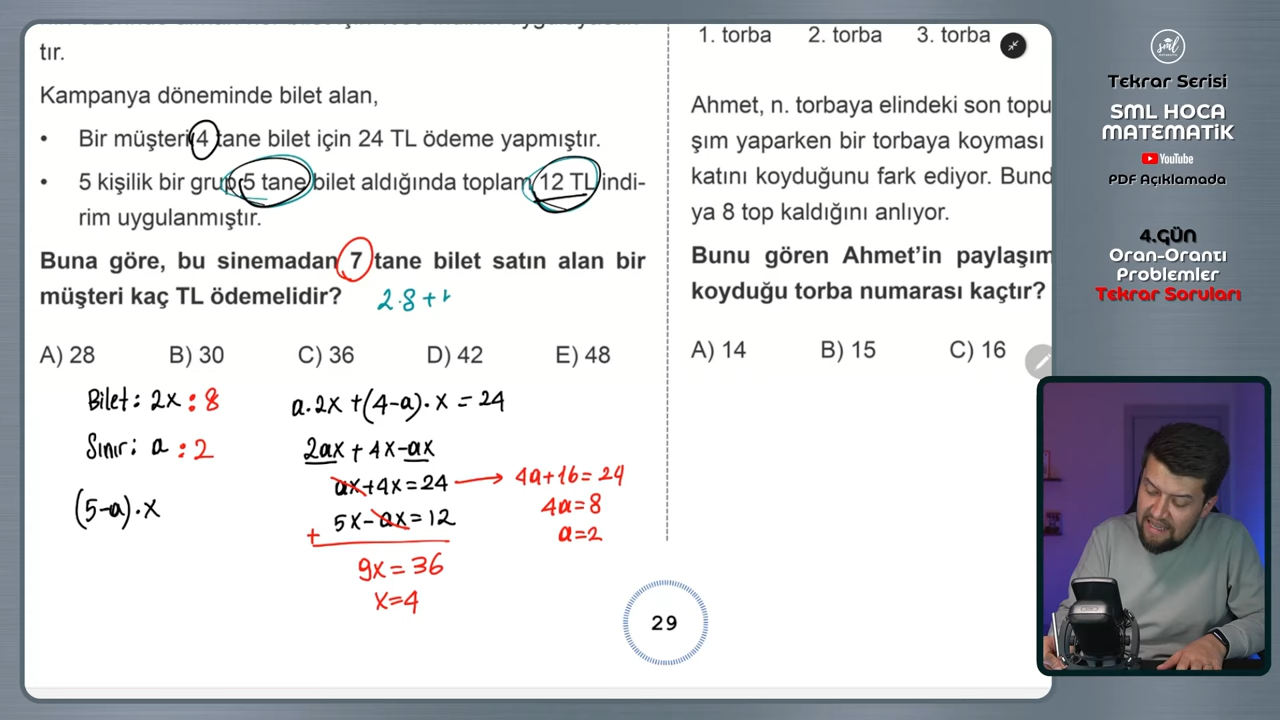 tır.
Kampanya döneminde bilet alan,
• Bir müşteri 4 tane bilet için 24 TL ödeme yapmıştır.
• 5 kişilik bir grup 5 tane bilet aldığında toplam 12 TL indi-
rim uygulanmıştır.
Buna göre, bu sinemadan 7 tane bilet satın alan bir
müşteri kaç TL ödemelidir?
2.8 +
A) 28 B) 30 C) 36 D) 42 E) 48
Bilet: 2x : 8
Sınır: a : 2
(5-a).x
a.2x + (4-a).x = 24
2ax + 4x - ax
ax + 4x = 24 → 4a + 16 = 24
4a = 8
a = 2
+ 5x - ax = 12
9x = 36
x = 4
29
1. torba 2. torba 3. torba
Ahmet, n. torbaya elindeki son topu
şım yaparken bir torbaya koyması
katını koyduğunu fark ediyor. Bund
ya 8 top kaldığını anlıyor.
Bunu gören Ahmet'in paylaşım
koyduğu torba numarası kaçtır?
A) 14 B) 15 C) 16
sml
Tekrar Serisi
SML HOCA
MATEMATİK
YouTube
PDF Açıklamada
4.GÜN
Oran-Orantı
Problemler
Tekrar Soruları